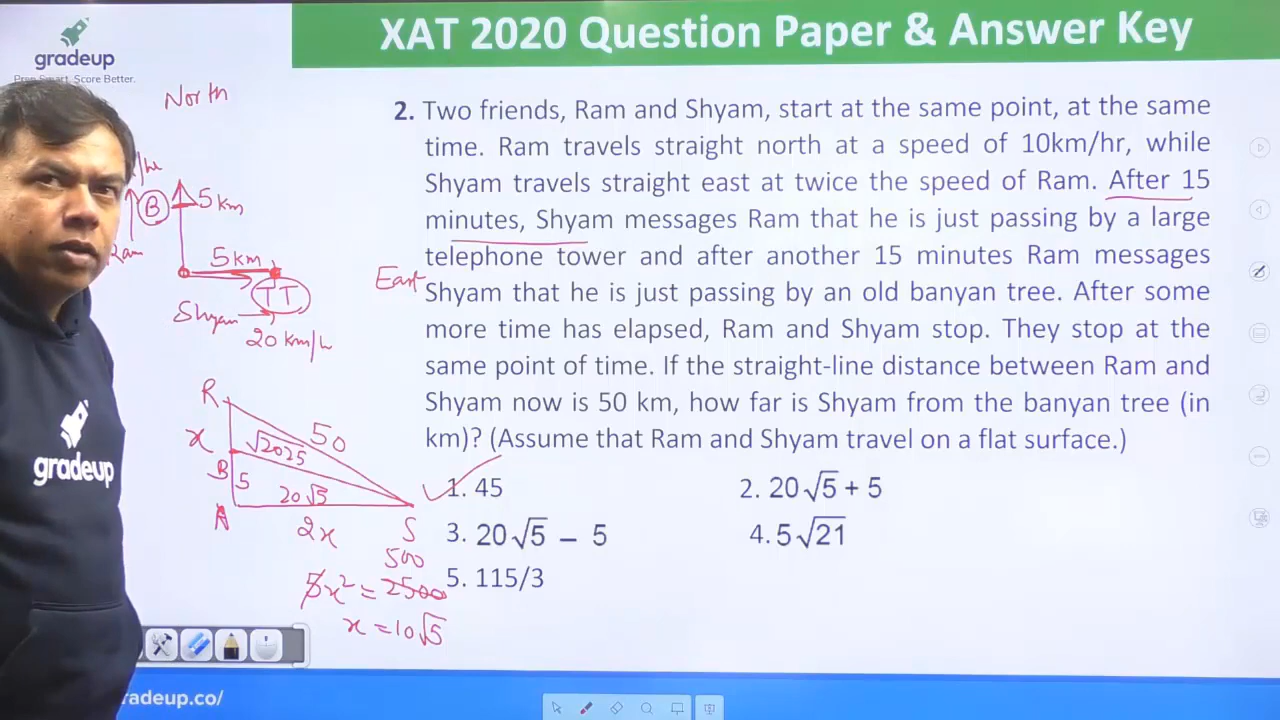 gradeup
Prep Smart. Score Better.
XAT 2020 Question Paper & Answer Key
North
B
5 km
Ram
5 km
TT
Shyam
20 km/h
East
2. Two friends, Ram and Shyam, start at the same point, at the same
time. Ram travels straight north at a speed of 10km/hr, while
Shyam travels straight east at twice the speed of Ram. After 15
minutes, Shyam messages Ram that he is just passing by a large
telephone tower and after another 15 minutes Ram messages
Shyam that he is just passing by an old banyan tree. After some
more time has elapsed, Ram and Shyam stop. They stop at the
same point of time. If the straight-line distance between Ram and
Shyam now is 50 km, how far is Shyam from the banyan tree (in
km)? (Assume that Ram and Shyam travel on a flat surface.)
1. 45
2. 20√5 + 5
3. 20√5 – 5
4. 5√21
5. 115/3
R
x
50
√2025
B
5
20√5
A
2x
S
500
5x² = 2500
x = 10√5
gradeup
radeup.co/